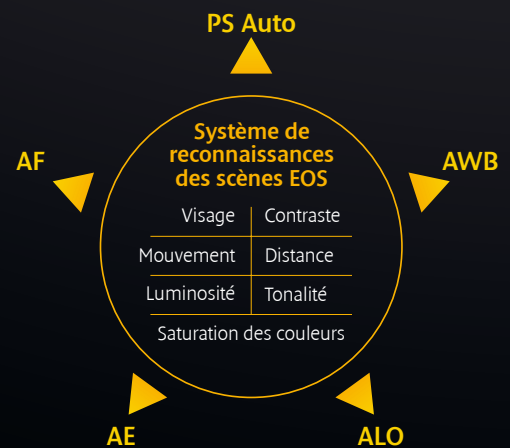 PS Auto
AF
AWB
Système de
reconnaissances
des scènes EOS
Visage Contraste
Mouvement Distance
Luminosité Tonalité
Saturation des couleurs
AE
ALO